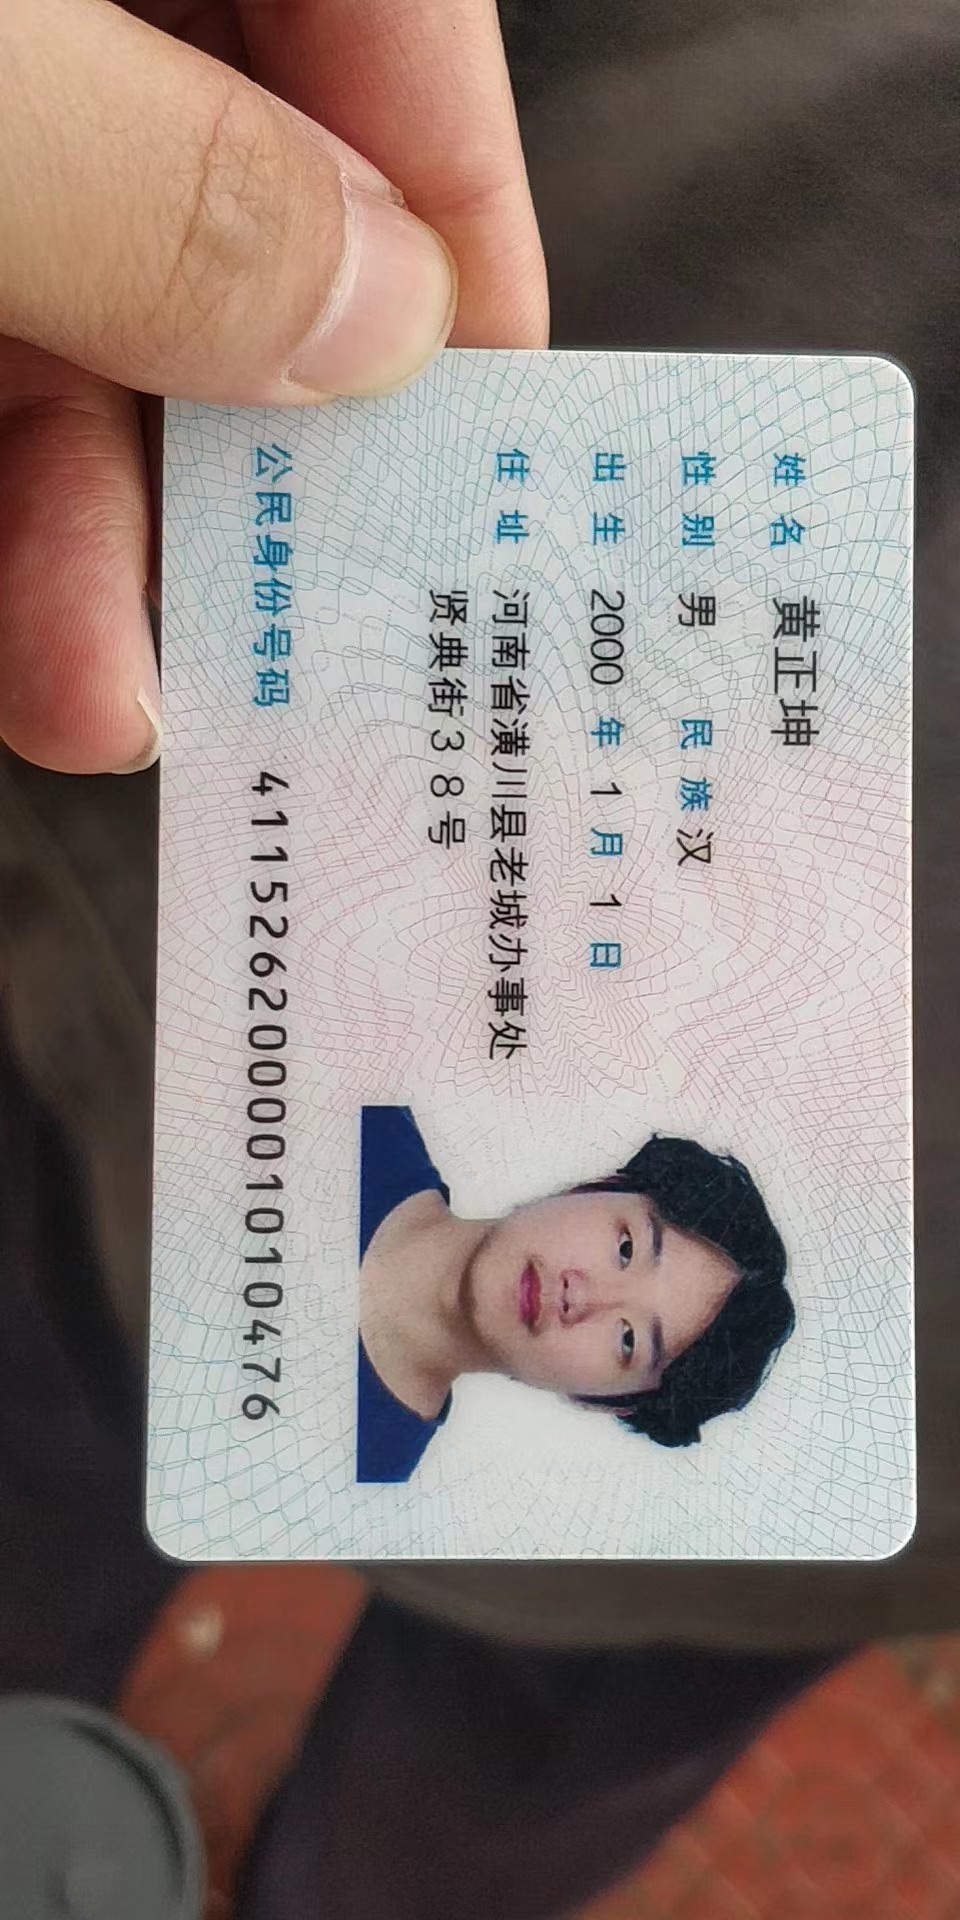 姓名 黄正坤
性别 男 民族 汉
出生 2000 年 1 月 1 日
住址 河南省潢川县老城办事处
贤典街38号
公民身份号码 411526200001010476